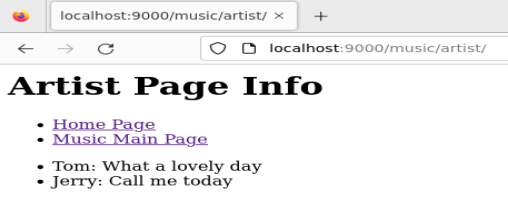 localhost:9000/music/artist/
localhost:9000/music/artist/
Artist Page Info
Home Page
Music Main Page
Tom: What a lovely day
Jerry: Call me today